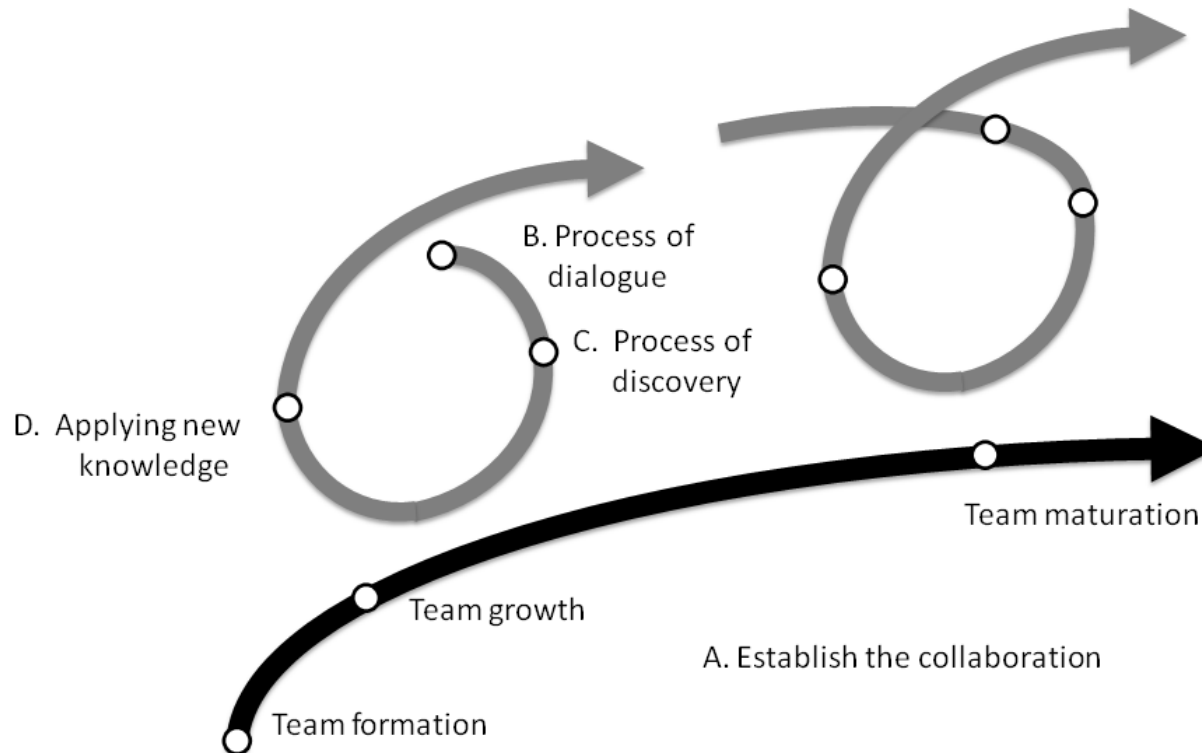 B. Process of
dialogue
C. Process of
discovery
D. Applying new
knowledge
Team maturation
Team growth
A. Establish the collaboration
Team formation